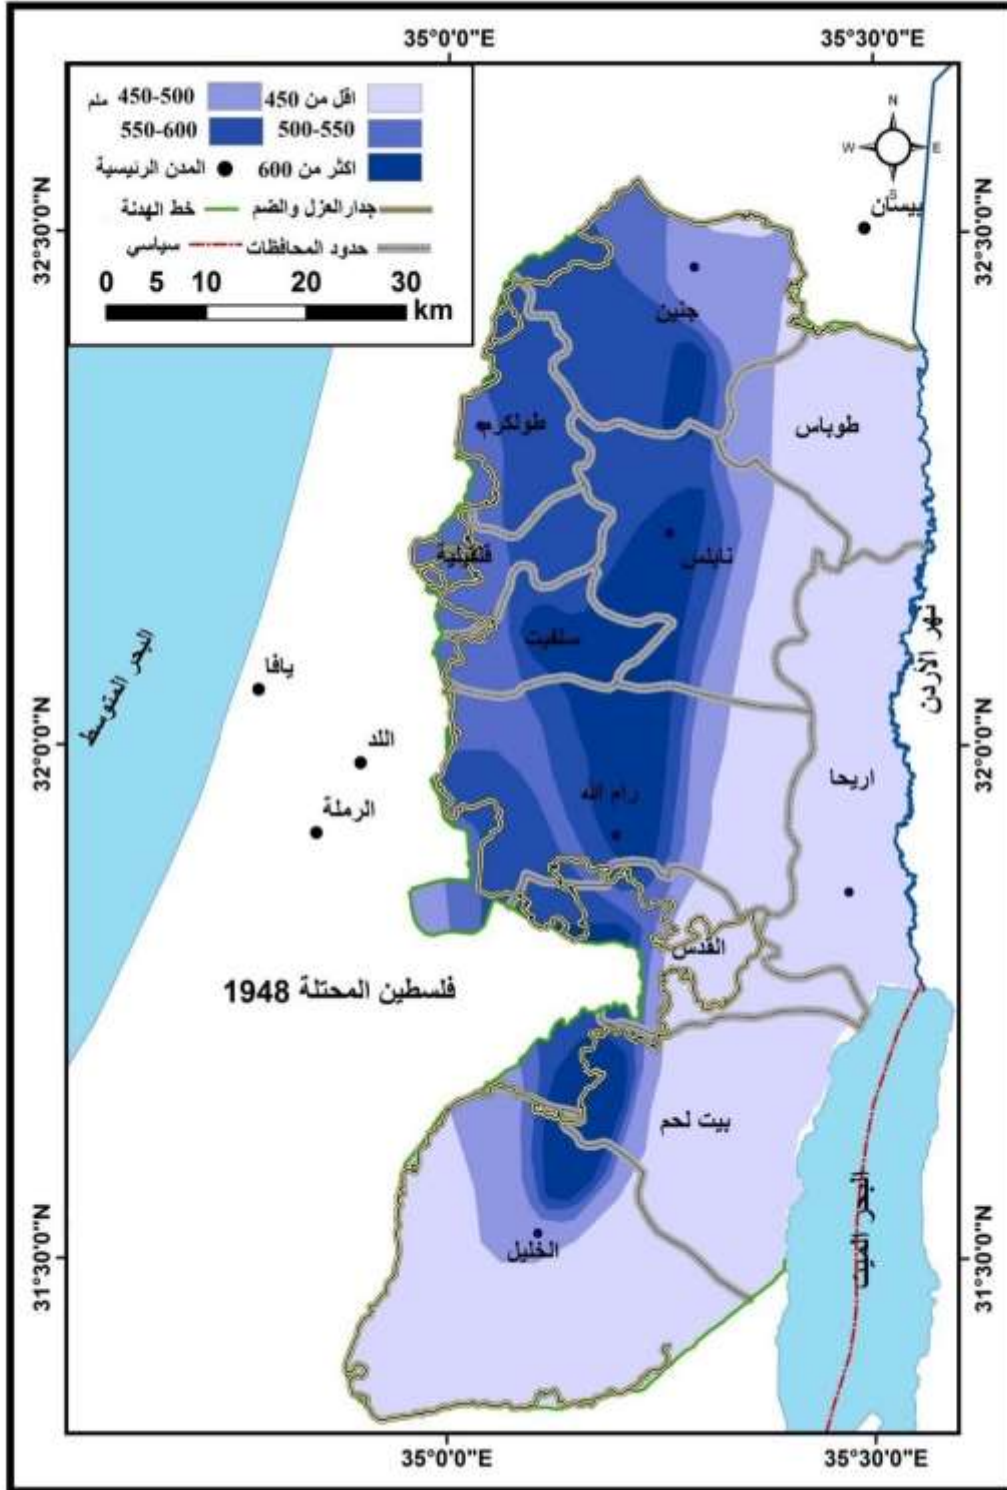 35°0'0"E 35°30'0"E
450-500 ملم اقل من 450
550-600 500-550
المدن الرئيسية اكثر من 600
خط الهدنة جدار العزل والضم
سياسي حدود المحافظات
0 5 10 20 30
km
N
W E
S
32°30'0"N 32°30'0"N
بيسان
جنين
طولكرم
طوباس
قلقيلية
نابلس
سلفيت
نهر الأردن
البحر المتوسط
يافا
32°0'0"N 32°0'0"N
اللد
اريحا
رام الله
الرملة
القدس
فلسطين المحتلة 1948
بيت لحم
البحر الميت
31°30'0"N 31°30'0"N
الخليل
35°0'0"E 35°30'0"E